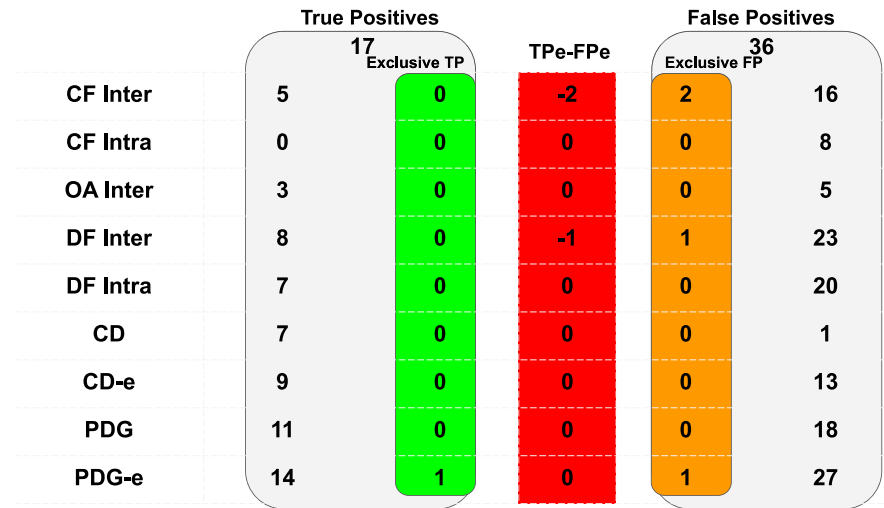 True Positives False Positives
17 36
TPe-FPe
Exclusive TP Exclusive FP
CF Inter 5 0 -2 2 16
CF Intra 0 0 0 0 8
OA Inter 3 0 0 0 5
DF Inter 8 0 -1 1 23
DF Intra 7 0 0 0 20
CD 7 0 0 0 1
CD-e 9 0 0 0 13
PDG 11 0 0 0 18
PDG-e 14 1 0 1 27